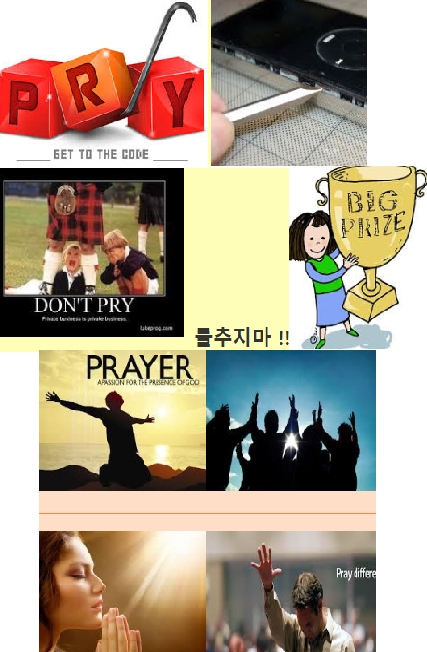 PRY
GET TO THE CODE
DON'T PRY
Private business is private business.
tubeprog.com
들추지마 !!
BIG
PRIZE
PRAYER
A PASSION FOR THE PRESENCE OF GOD
Pray differe